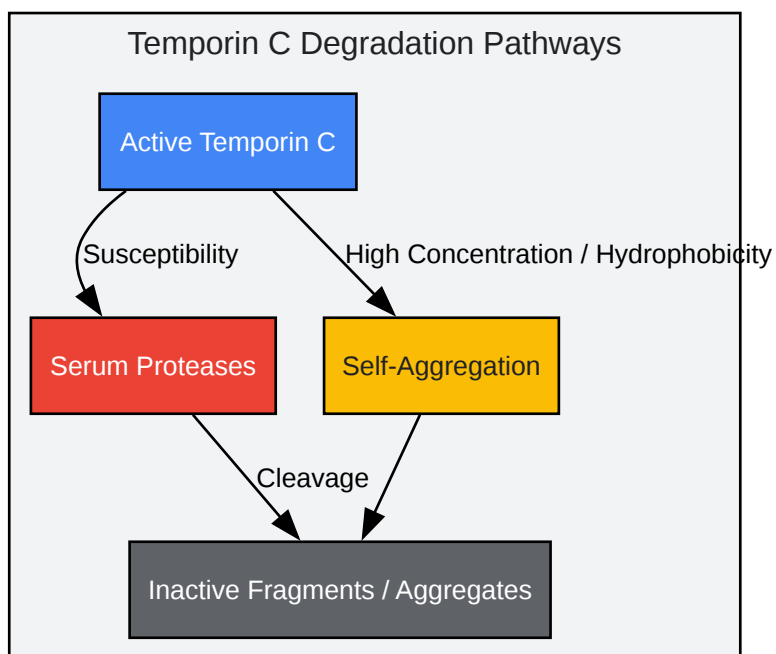 Temporin C Degradation Pathways
Active Temporin C
Susceptibility
High Concentration / Hydrophobicity
Serum Proteases
Self-Aggregation
Cleavage
Inactive Fragments / Aggregates